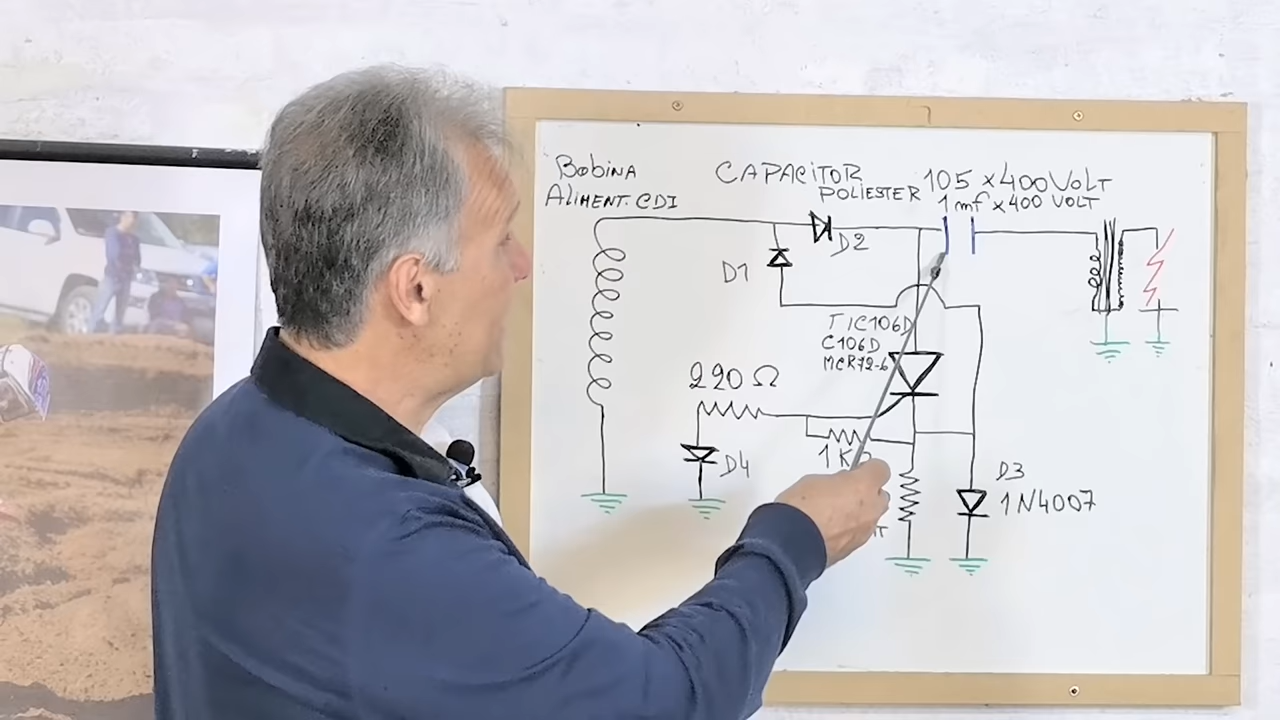 BobinA
ALiMENT.CDI
CAPACiTOR
POLiESTER
105 x 400 VoLT
1 mf x 400 VOLT
D2
D1
TIC106D
C106D
MCR72-6
220 Ω
1K
D4
D3
1N4007